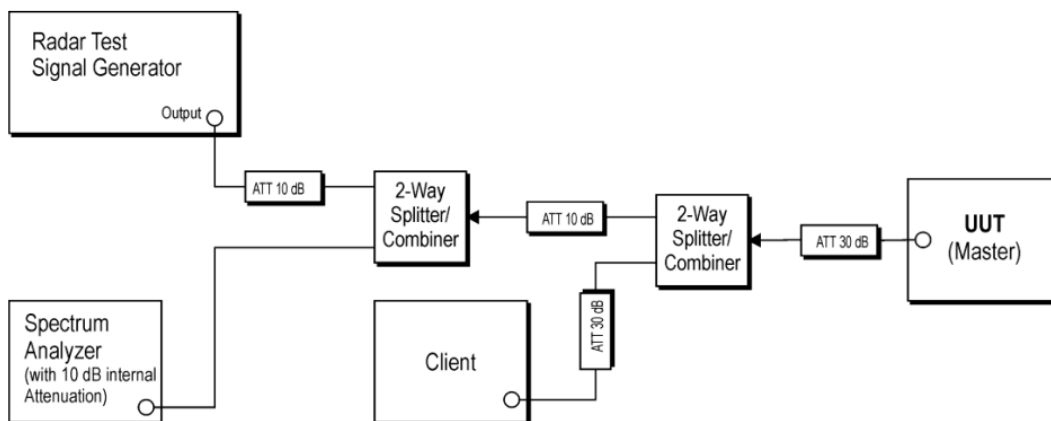 Radar Test
Signal Generator
Output
ATT 10 dB
2-Way
Splitter/
Combiner
ATT 10 dB
2-Way
Splitter/
Combiner
ATT 30 dB
UUT
(Master)
Spectrum
Analyzer
(with 10 dB internal
Attenuation)
Client
ATT 30 dB